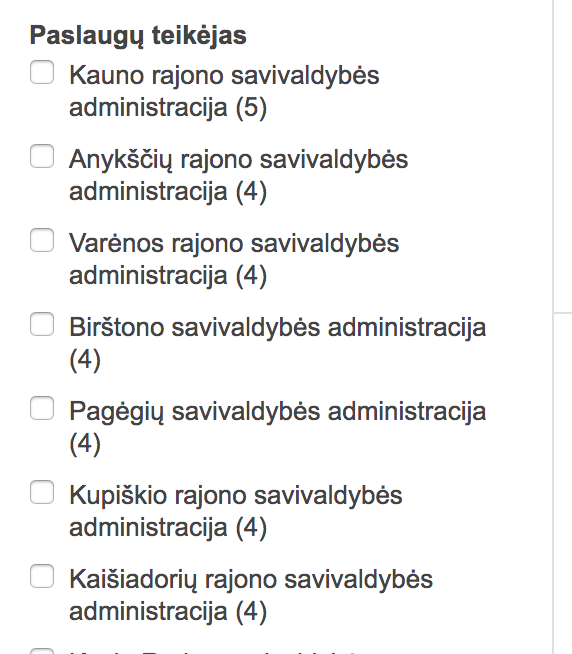 Paslaugų teikėjas
Kauno rajono savivaldybės
administracija (5)
Anykščių rajono savivaldybės
administracija (4)
Varėnos rajono savivaldybės
administracija (4)
Birštono savivaldybės administracija
(4)
Pagėgių savivaldybės administracija
(4)
Kupiškio rajono savivaldybės
administracija (4)
Kaišiadorių rajono savivaldybės
administracija (4)